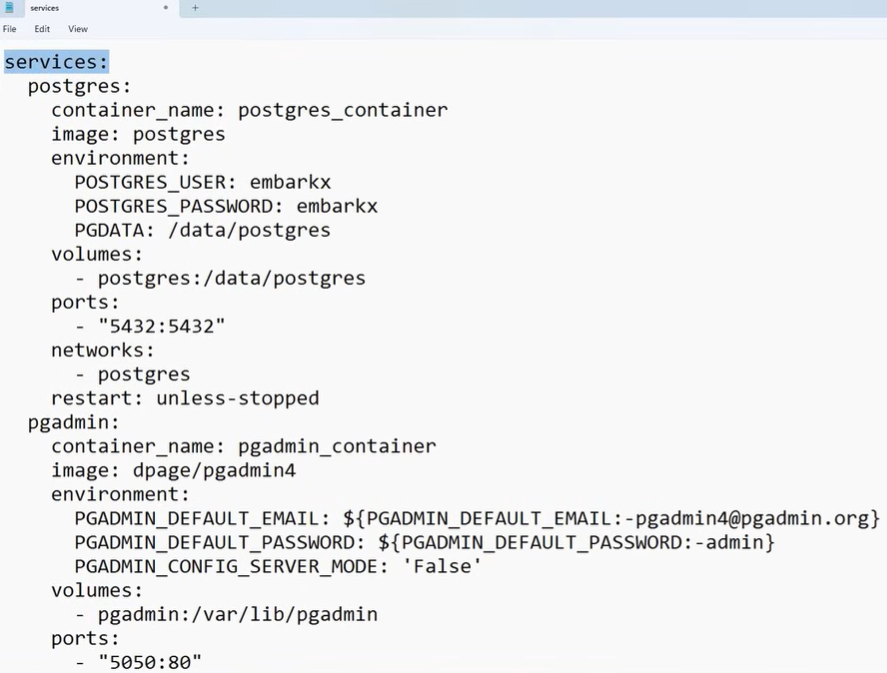 services
File Edit View
services:
  postgres:
    container_name: postgres_container
    image: postgres
    environment:
      POSTGRES_USER: embarkx
      POSTGRES_PASSWORD: embarkx
      PGDATA: /data/postgres
    volumes:
      - postgres:/data/postgres
    ports:
      - "5432:5432"
    networks:
      - postgres
    restart: unless-stopped
  pgadmin:
    container_name: pgadmin_container
    image: dpage/pgadmin4
    environment:
      PGADMIN_DEFAULT_EMAIL: ${PGADMIN_DEFAULT_EMAIL:-pgadmin4@pgadmin.org}
      PGADMIN_DEFAULT_PASSWORD: ${PGADMIN_DEFAULT_PASSWORD:-admin}
      PGADMIN_CONFIG_SERVER_MODE: 'False'
    volumes:
      - pgadmin:/var/lib/pgadmin
    ports:
      - "5050:80"